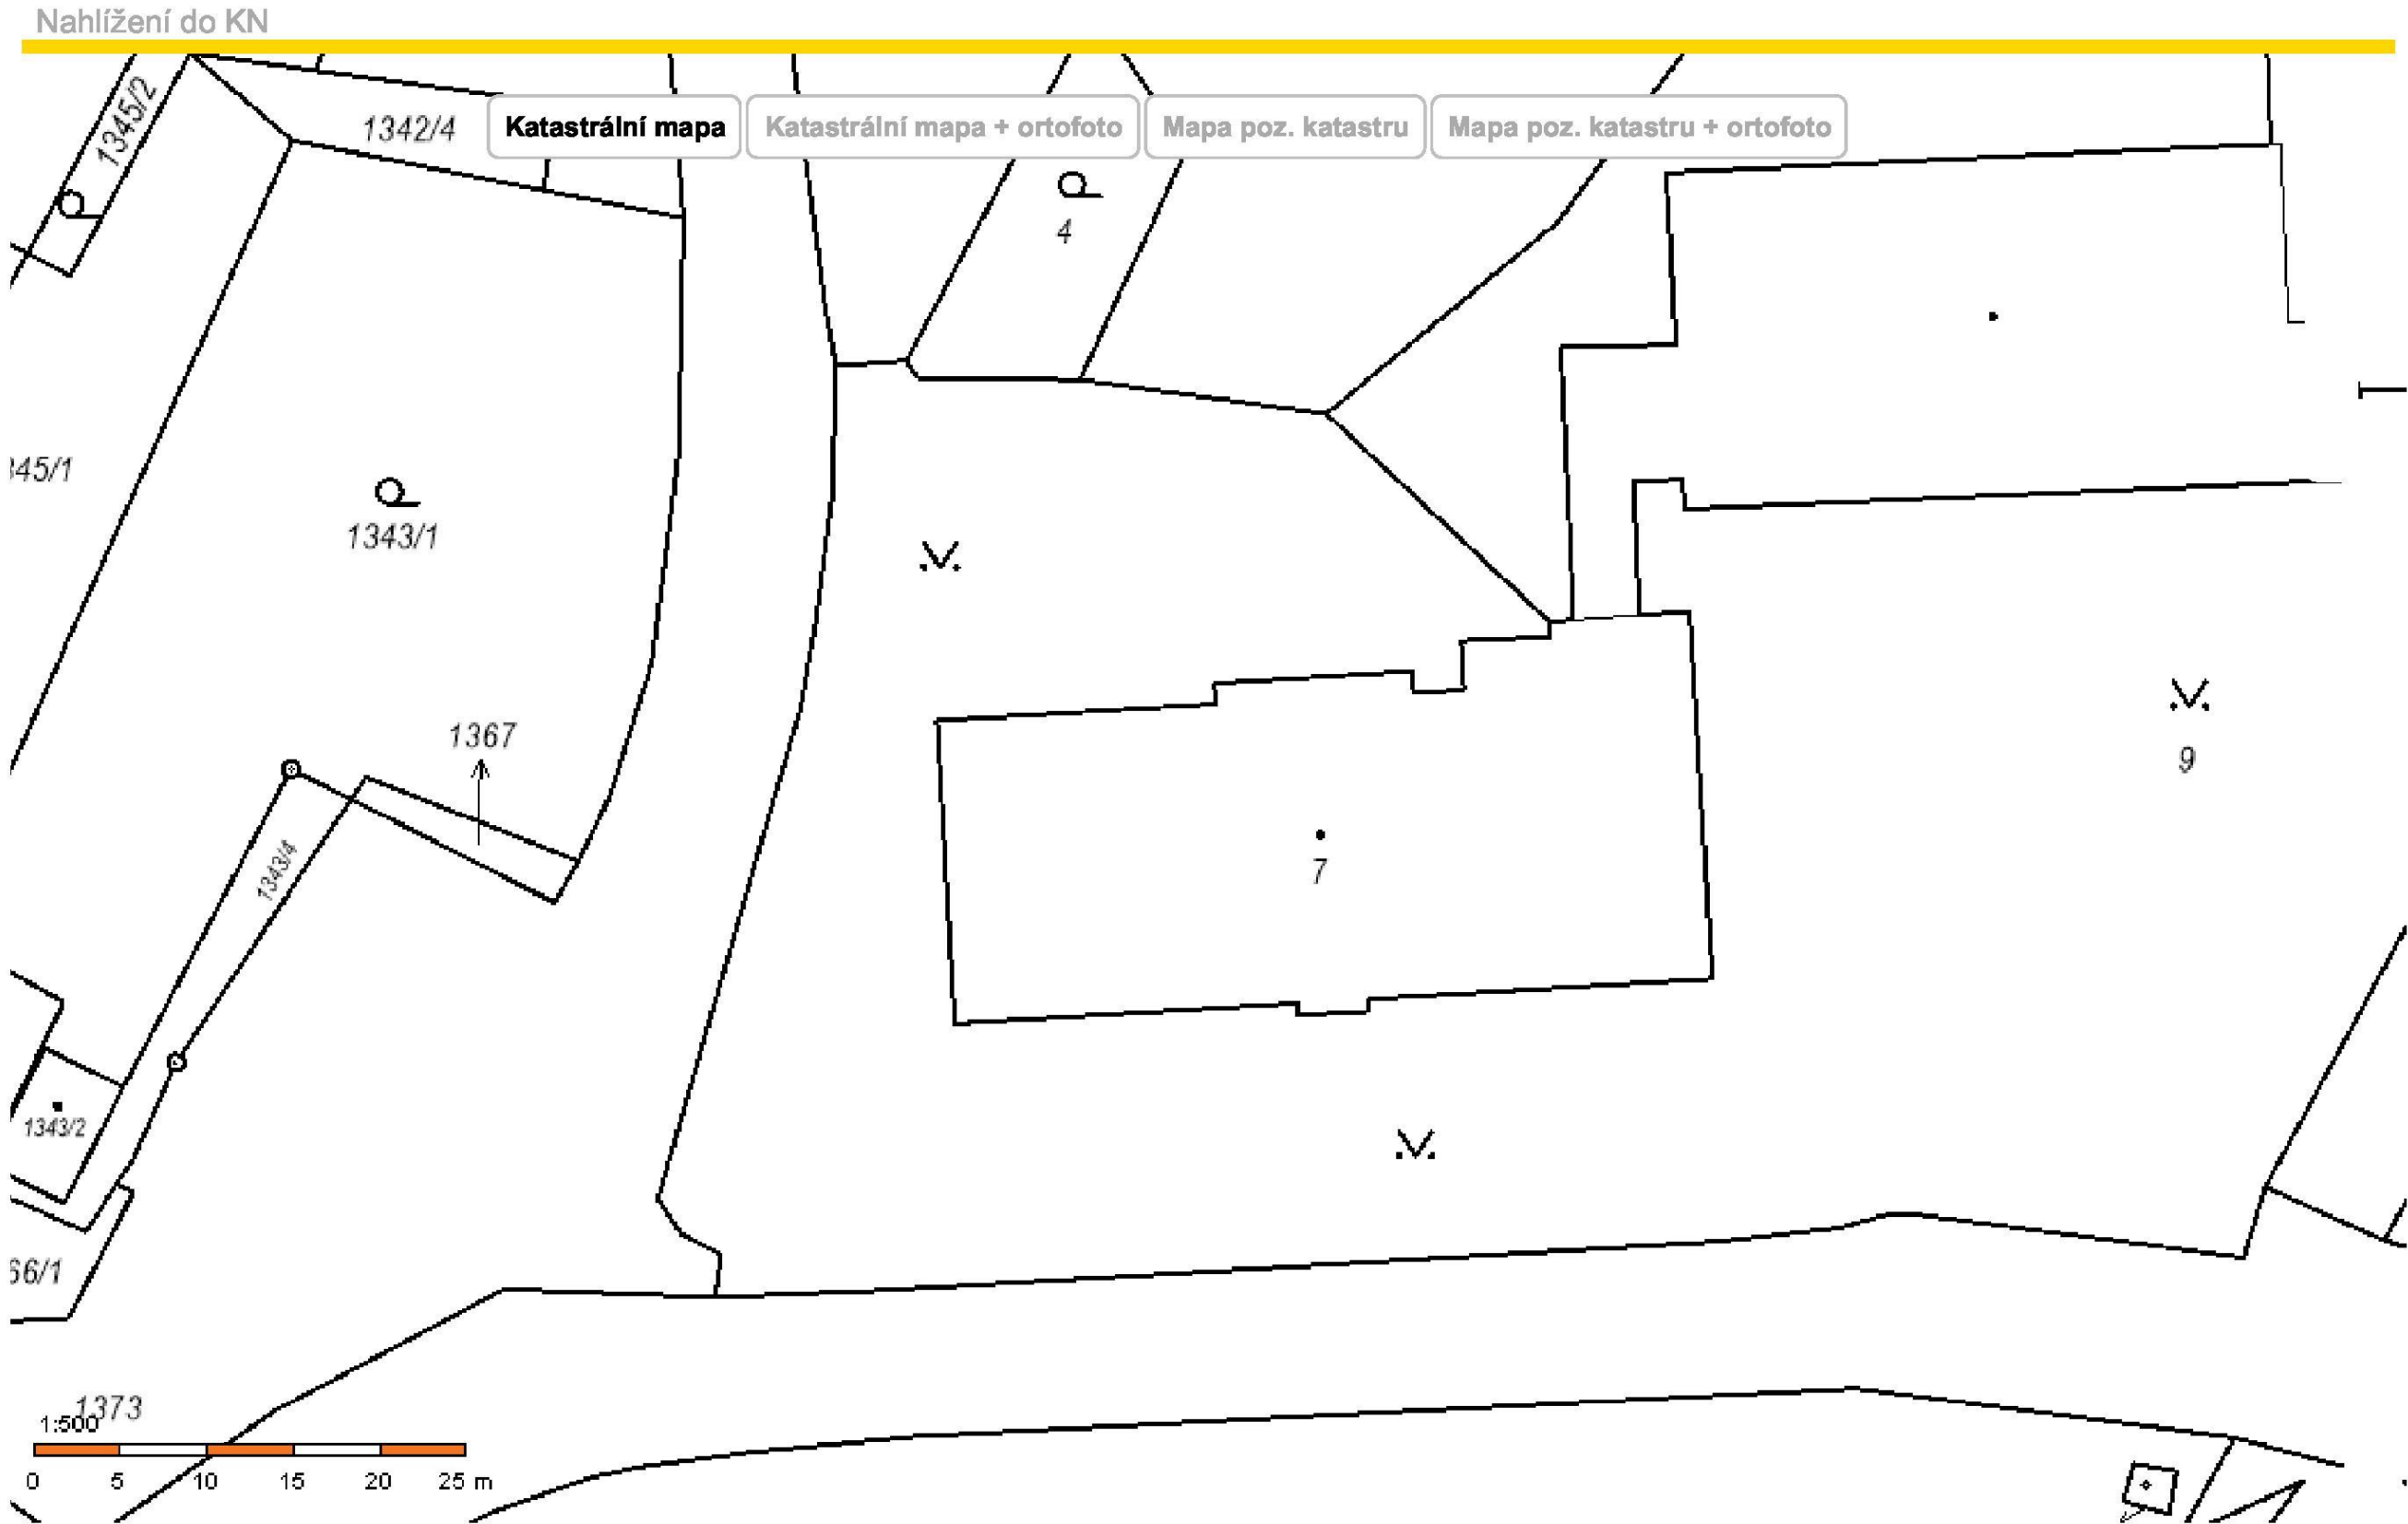 Nahlížení do KN
1345/2
1342/4
Katastrální mapa
Katastrální mapa + ortofoto
Mapa poz. katastru
Mapa poz. katastru + ortofoto
4
345/1
1343/1
1367
9
1343/4
7
1343/2
66/1
1373
1:500
0 5 10 15 20 25 m